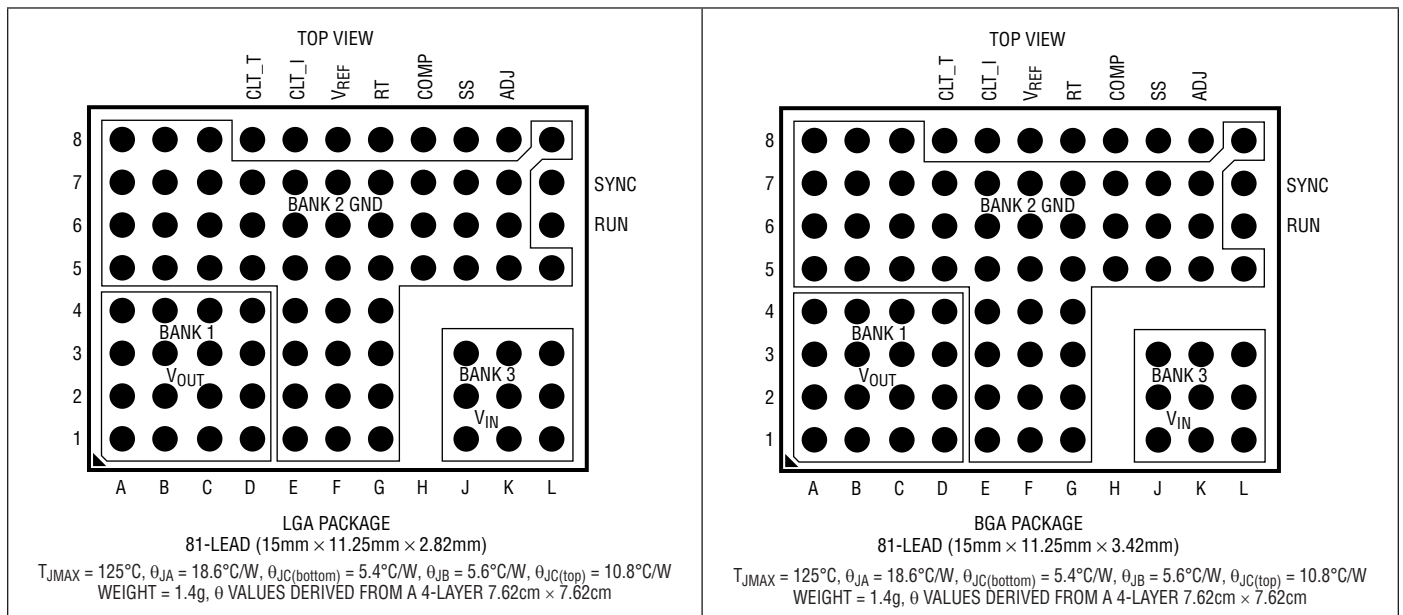 TOP VIEW
CLT_T CLT_I VREF RT COMP SS ADJ
8
7 SYNC
BANK 2 GND
6 RUN
5
4
BANK 1
3
BANK 3
VOUT
2
VIN
1
A B C D E F G H J K L
LGA PACKAGE
81-LEAD (15mm × 11.25mm × 2.82mm)
TJMAX = 125°C, θJA = 18.6°C/W, θJC(bottom) = 5.4°C/W, θJB = 5.6°C/W, θJC(top) = 10.8°C/W
WEIGHT = 1.4g, θ VALUES DERIVED FROM A 4-LAYER 7.62cm × 7.62cm
TOP VIEW
CLT_T CLT_I VREF RT COMP SS ADJ
8
7 SYNC
BANK 2 GND
6 RUN
5
4
BANK 1
3
BANK 3
VOUT
2
VIN
1
A B C D E F G H J K L
BGA PACKAGE
81-LEAD (15mm × 11.25mm × 3.42mm)
TJMAX = 125°C, θJA = 18.6°C/W, θJC(bottom) = 5.4°C/W, θJB = 5.6°C/W, θJC(top) = 10.8°C/W
WEIGHT = 1.4g, θ VALUES DERIVED FROM A 4-LAYER 7.62cm × 7.62cm